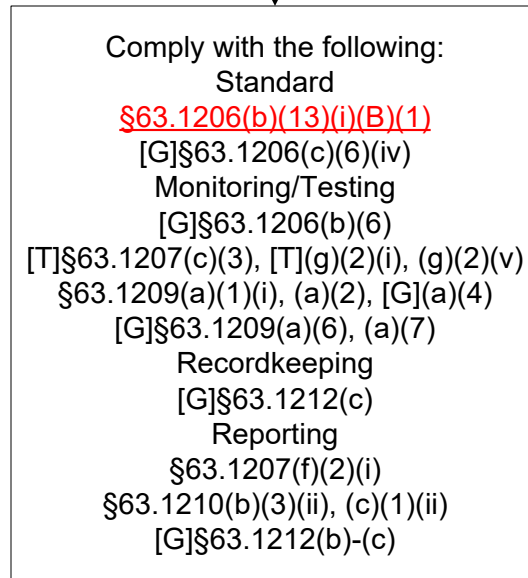 Comply with the following:
Standard
§63.1206(b)(13)(i)(B)(1)
[G]§63.1206(c)(6)(iv)
Monitoring/Testing
[G]§63.1206(b)(6)
[T]§63.1207(c)(3), [T](g)(2)(i), (g)(2)(v)
§63.1209(a)(1)(i), (a)(2), [G](a)(4)
[G]§63.1209(a)(6), (a)(7)
Recordkeeping
[G]§63.1212(c)
Reporting
§63.1207(f)(2)(i)
§63.1210(b)(3)(ii), (c)(1)(ii)
[G]§63.1212(b)-(c)